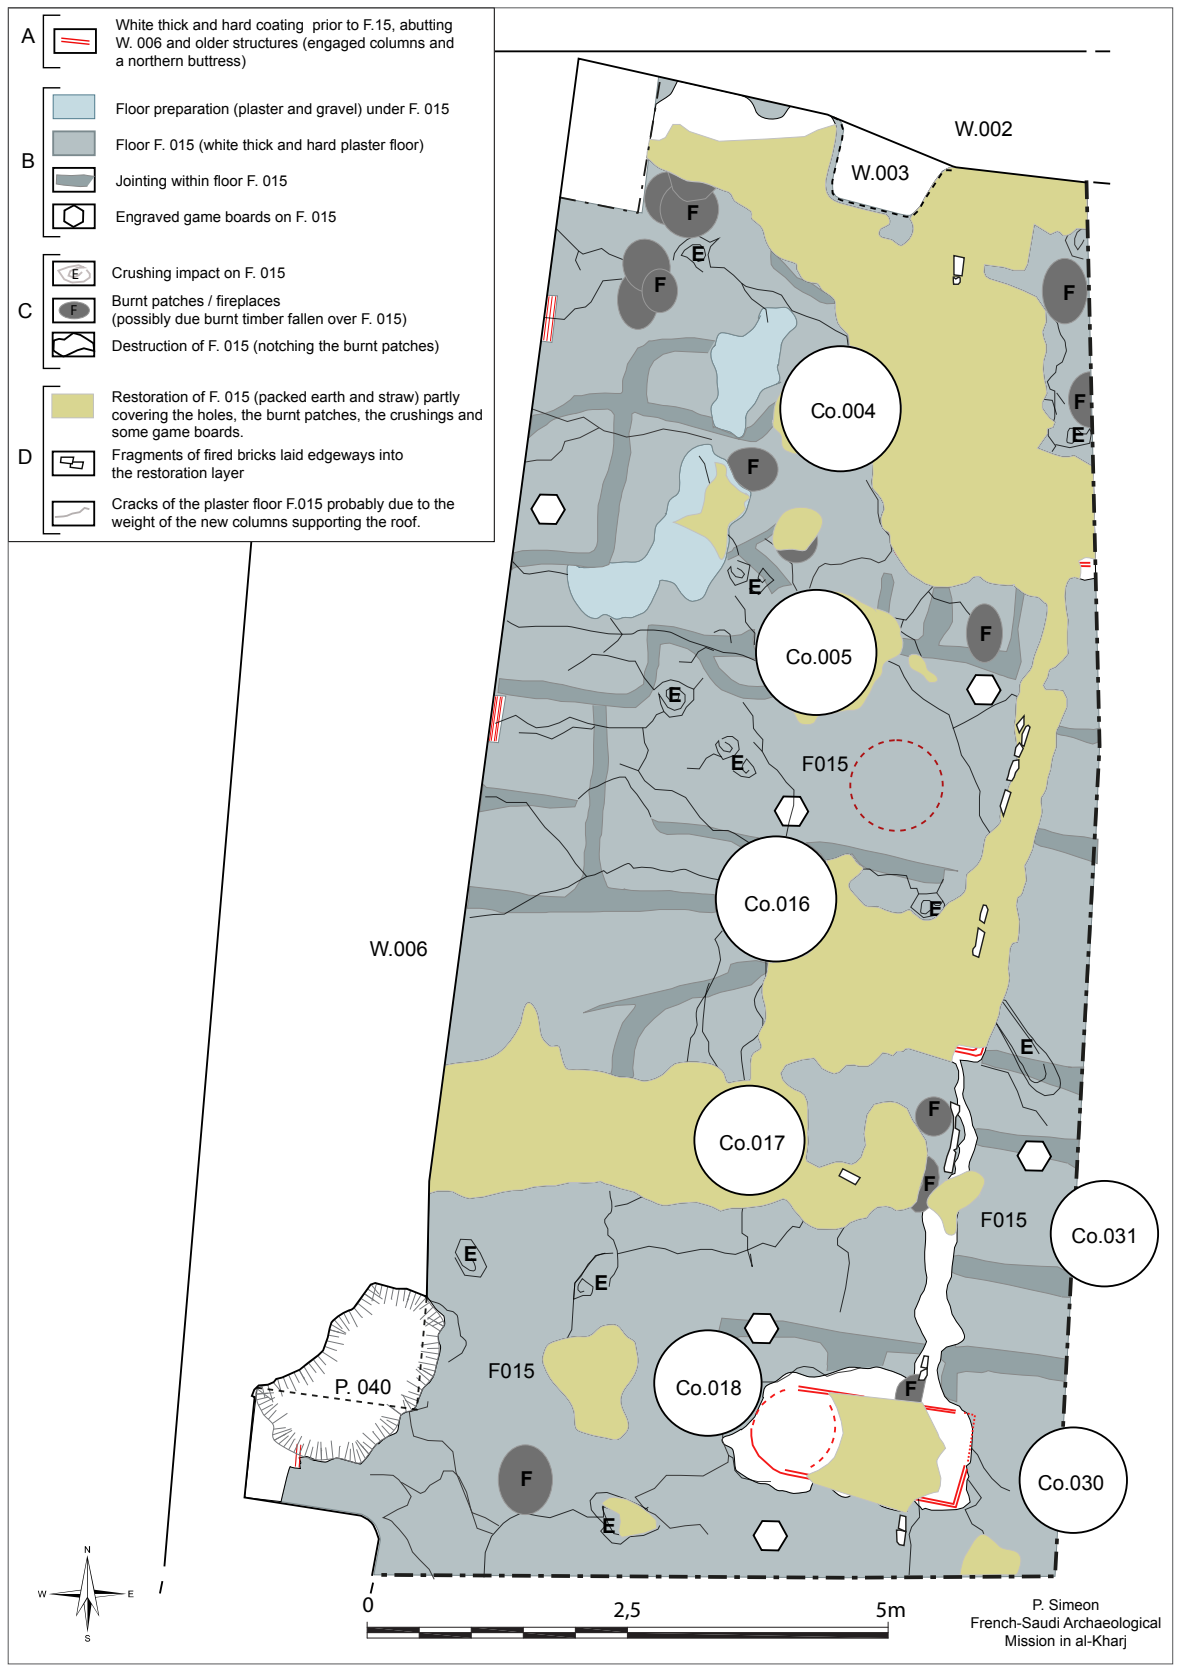 A
White thick and hard coating prior to F.15, abutting
W. 006 and older structures (engaged columns and
a northern buttress)
B
Floor preparation (plaster and gravel) under F. 015
Floor F. 015 (white thick and hard plaster floor)
Jointing within floor F. 015
Engraved game boards on F. 015
C
E
Crushing impact on F. 015
F
Burnt patches / fireplaces
(possibly due burnt timber fallen over F. 015)
Destruction of F. 015 (notching the burnt patches)
D
Restoration of F. 015 (packed earth and straw) partly
covering the holes, the burnt patches, the crushings and
some game boards.
Fragments of fired bricks laid edgeways into
the restoration layer
Cracks of the plaster floor F.015 probably due to the
weight of the new columns supporting the roof.
W.002
W.003
F
E
F
F
F
E
Co.004
F
E
F
Co.005
E
E
F015
Co.016
E
W.006
E
F
Co.017
F
F015
Co.031
E
E
F015
P. 040
Co.018
F
F
Co.030
E
N
W
E
S
0
2,5
5m
P. Simeon
French-Saudi Archaeological
Mission in al-Kharj